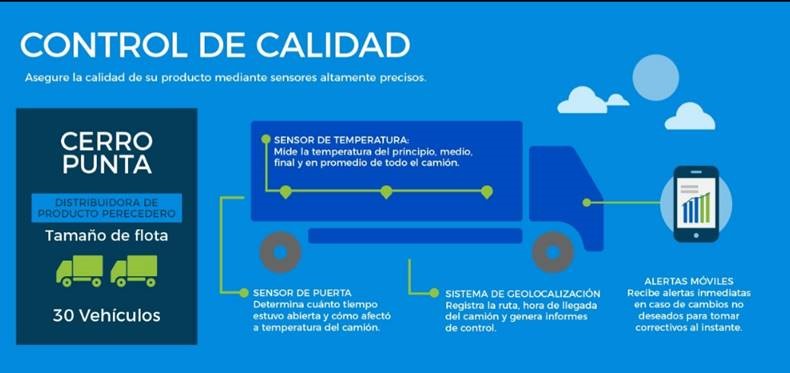 CONTROL DE CALIDAD
Asegure la calidad de su producto mediante sensores altamente precisos.
CERRO
PUNTA
DISTRIBUIDORA DE
PRODUCTO PERECEDERO
Tamaño de flota
30 Vehículos
SENSOR DE TEMPERATURA:
Mide la temperatura del principio, medio,
final y en promedio de todo el camión.
SENSOR DE PUERTA
Determina cuánto tiempo
estuvo abierta y cómo afectó
a temperatura del camión.
SISTEMA DE GEOLOCALIZACIÓN
Registra la ruta, hora de llegada
del camión y genera informes
de control.
ALERTAS MÓVILES
Recibe alertas inmediatas
en caso de cambios no
deseados para tomar
correctivos al instante.